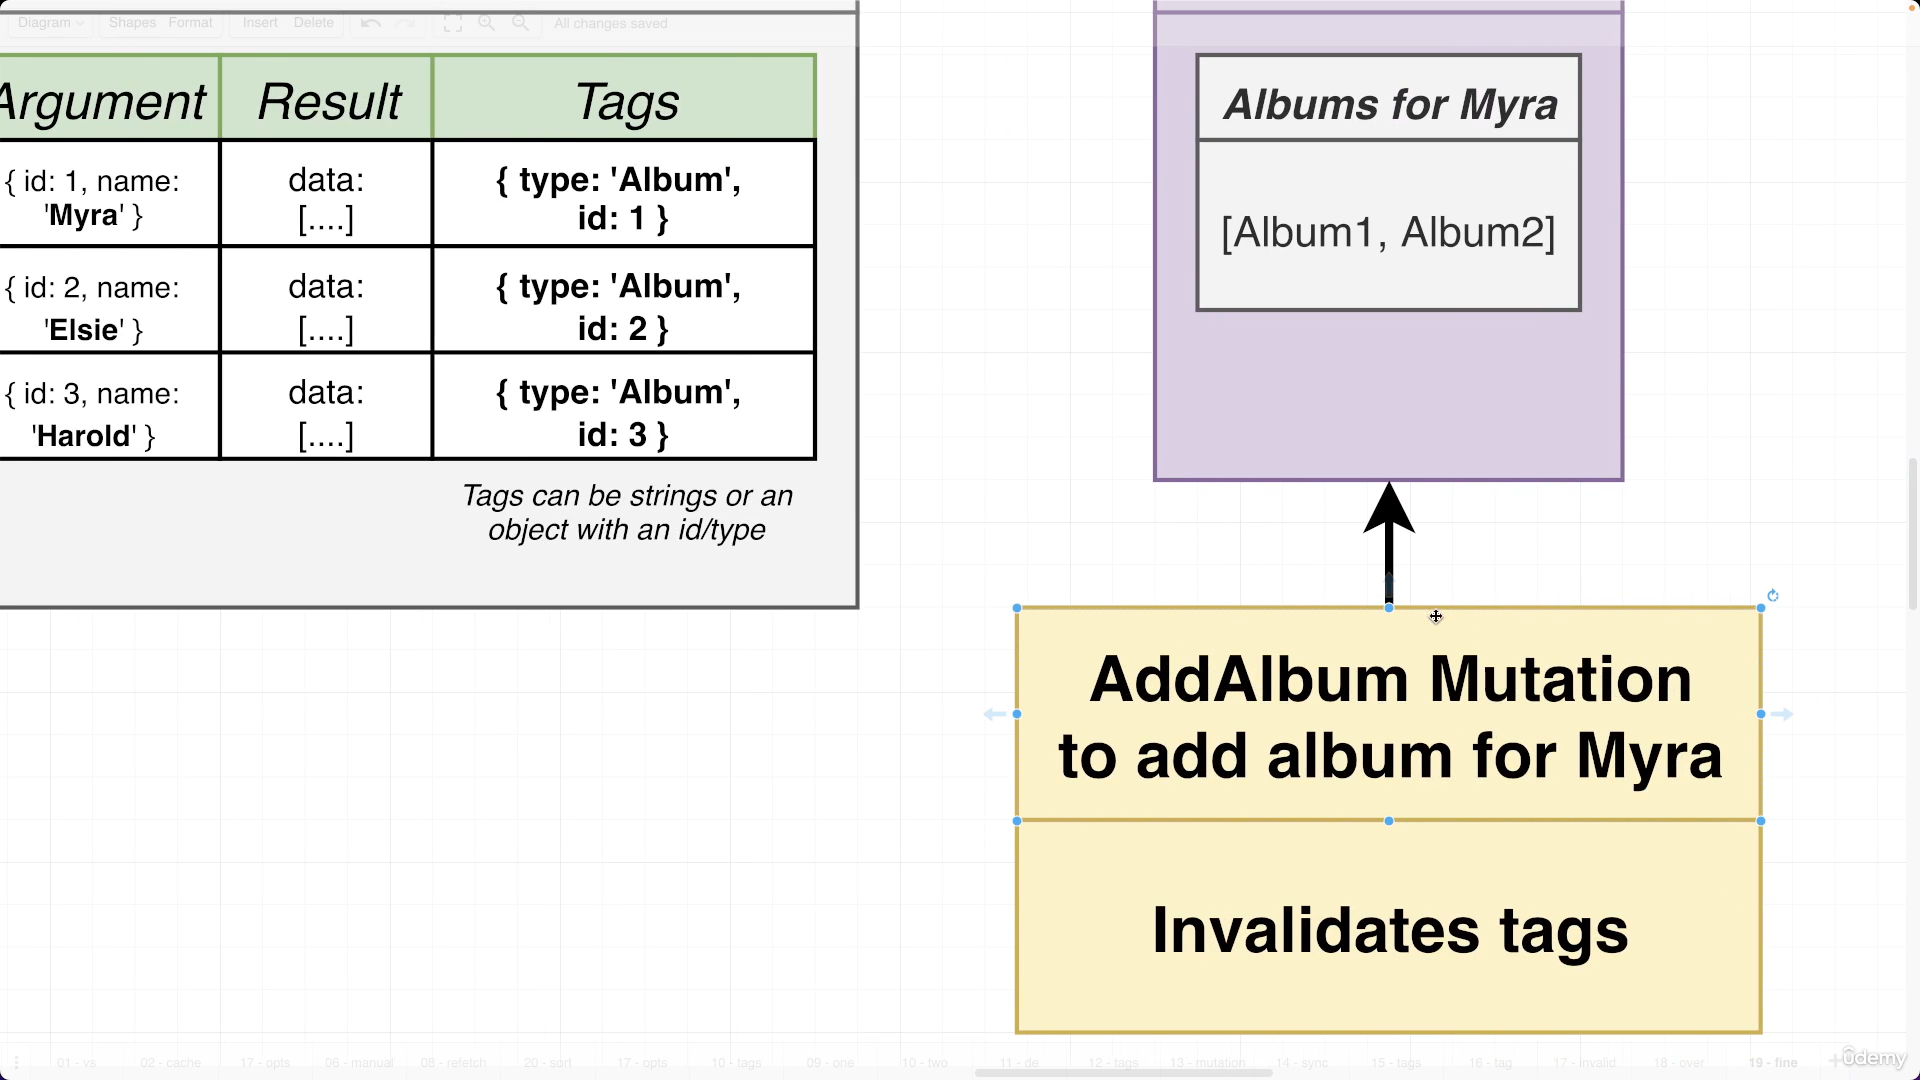 Diagram Shapes Format Insert Delete All changes saved
Argument Result Tags
{ id: 1, name:
'Myra' }
data:
[....]
{ type: 'Album',
id: 1 }
{ id: 2, name:
'Elsie' }
data:
[....]
{ type: 'Album',
id: 2 }
{ id: 3, name:
'Harold' }
data:
[....]
{ type: 'Album',
id: 3 }
Tags can be strings or an
object with an id/type
Albums for Myra
[Album1, Album2]
AddAlbum Mutation
to add album for Myra
Invalidates tags
01 - vs 02 - cache 17 - opts 06 - manual 08 - refetch 20 - sort 17 - opts 10 - tags 09 - one 10 - two 11 - de 12 - tags 13 - mutation 14 - sync 15 - tags 16 - tag 17 - invalid 18 - over 19 - fine
ûdemy